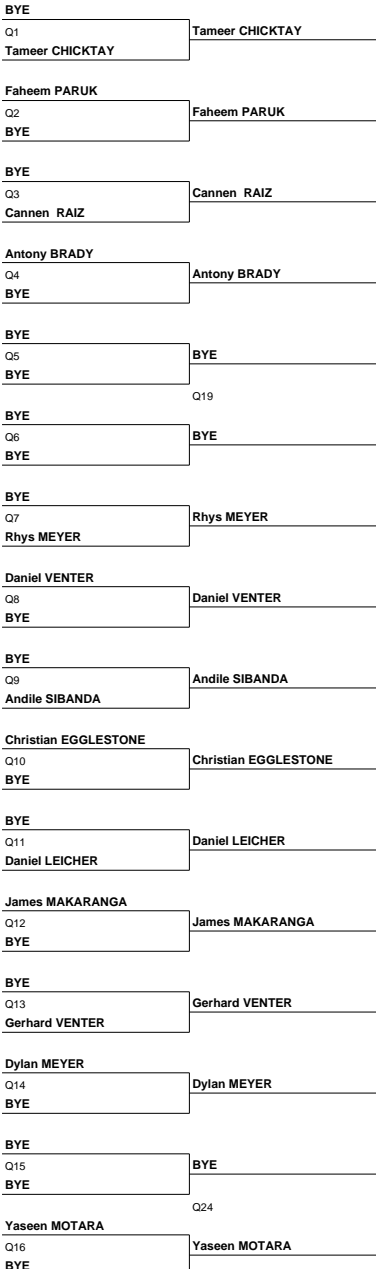 BYE
Q1 Tameer CHICKTAY
Tameer CHICKTAY
Faheem PARUK
Q2 Faheem PARUK
BYE
BYE
Q3 Cannen RAIZ
Cannen RAIZ
Antony BRADY
Q4 Antony BRADY
BYE
BYE
Q5 BYE
BYE
Q19
BYE
Q6 BYE
BYE
BYE
Q7 Rhys MEYER
Rhys MEYER
Daniel VENTER
Q8 Daniel VENTER
BYE
BYE
Q9 Andile SIBANDA
Andile SIBANDA
Christian EGGLESTONE
Q10 Christian EGGLESTONE
BYE
BYE
Q11 Daniel LEICHER
Daniel LEICHER
James MAKARANGA
Q12 James MAKARANGA
BYE
BYE
Q13 Gerhard VENTER
Gerhard VENTER
Dylan MEYER
Q14 Dylan MEYER
BYE
BYE
Q15 BYE
BYE
Q24
Yaseen MOTARA
Q16 Yaseen MOTARA
BYE